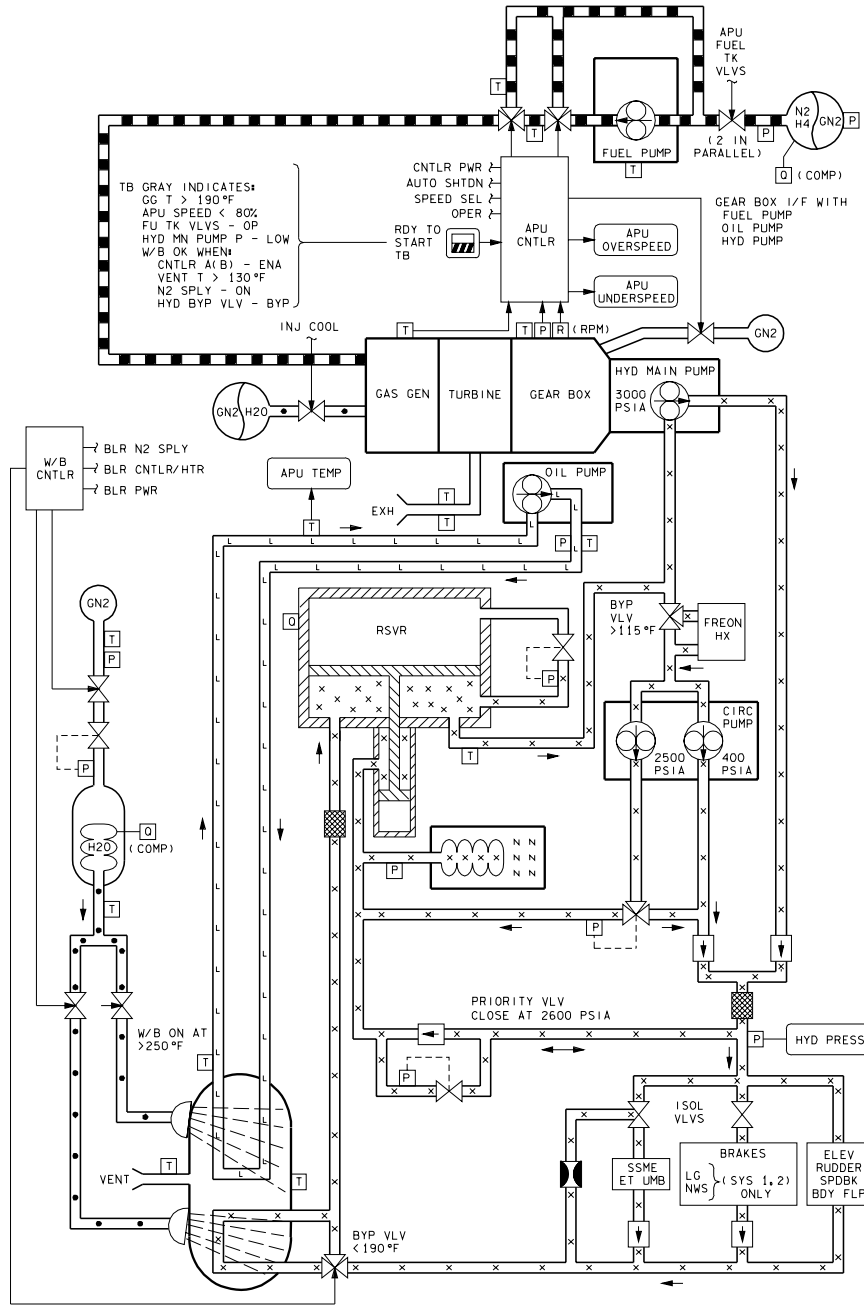 APU
FUEL
TK
VLVS
T
N2
H4
GN2
P
T
P
(2 IN
PARALLEL)
FUEL PUMP
T
Q (COMP)
CNTLR PWR
AUTO SHTDN
SPEED SEL
OPER
APU
CNTLR
TB GRAY INDICATES:
GG T > 190°F
APU SPEED < 80%
FU TK VLVS - OP
HYD MN PUMP P - LOW
W/B OK WHEN:
CNTLR A(B) - ENA
VENT T > 130°F
N2 SPLY - ON
HYD BYP VLV - BYP
RDY TO
START
TB
APU
OVERSPEED
APU
UNDERSPEED
GEAR BOX I/F WITH
FUEL PUMP
OIL PUMP
HYD PUMP
INJ COOL
T
T P R (RPM)
GN2
GAS GEN
TURBINE
GEAR BOX
HYD MAIN PUMP
3000
PSIA
GN2 H2O
W/B
CNTLR
BLR N2 SPLY
BLR CNTLR/HTR
BLR PWR
APU TEMP
T
EXH
T
T
OIL PUMP
P T
GN2
T
P
Q
RSVR
BYP
VLV
>115°F
FREON
HX
P
T
CIRC
PUMP
2500
PSIA
400
PSIA
P
H2O
Q
(COMP)
T
P
N N
N N
N N
P
W/B ON AT
>250°F
T
PRIORITY VLV
CLOSE AT 2600 PSIA
P
P
HYD PRESS
VENT
T
T
BYP VLV
<190°F
ISOL
VLVS
SSME
ET UMB
BRAKES
LG
NWS
(SYS 1,2)
ONLY
ELEV
RUDDER
SPDBK
BDY FLP